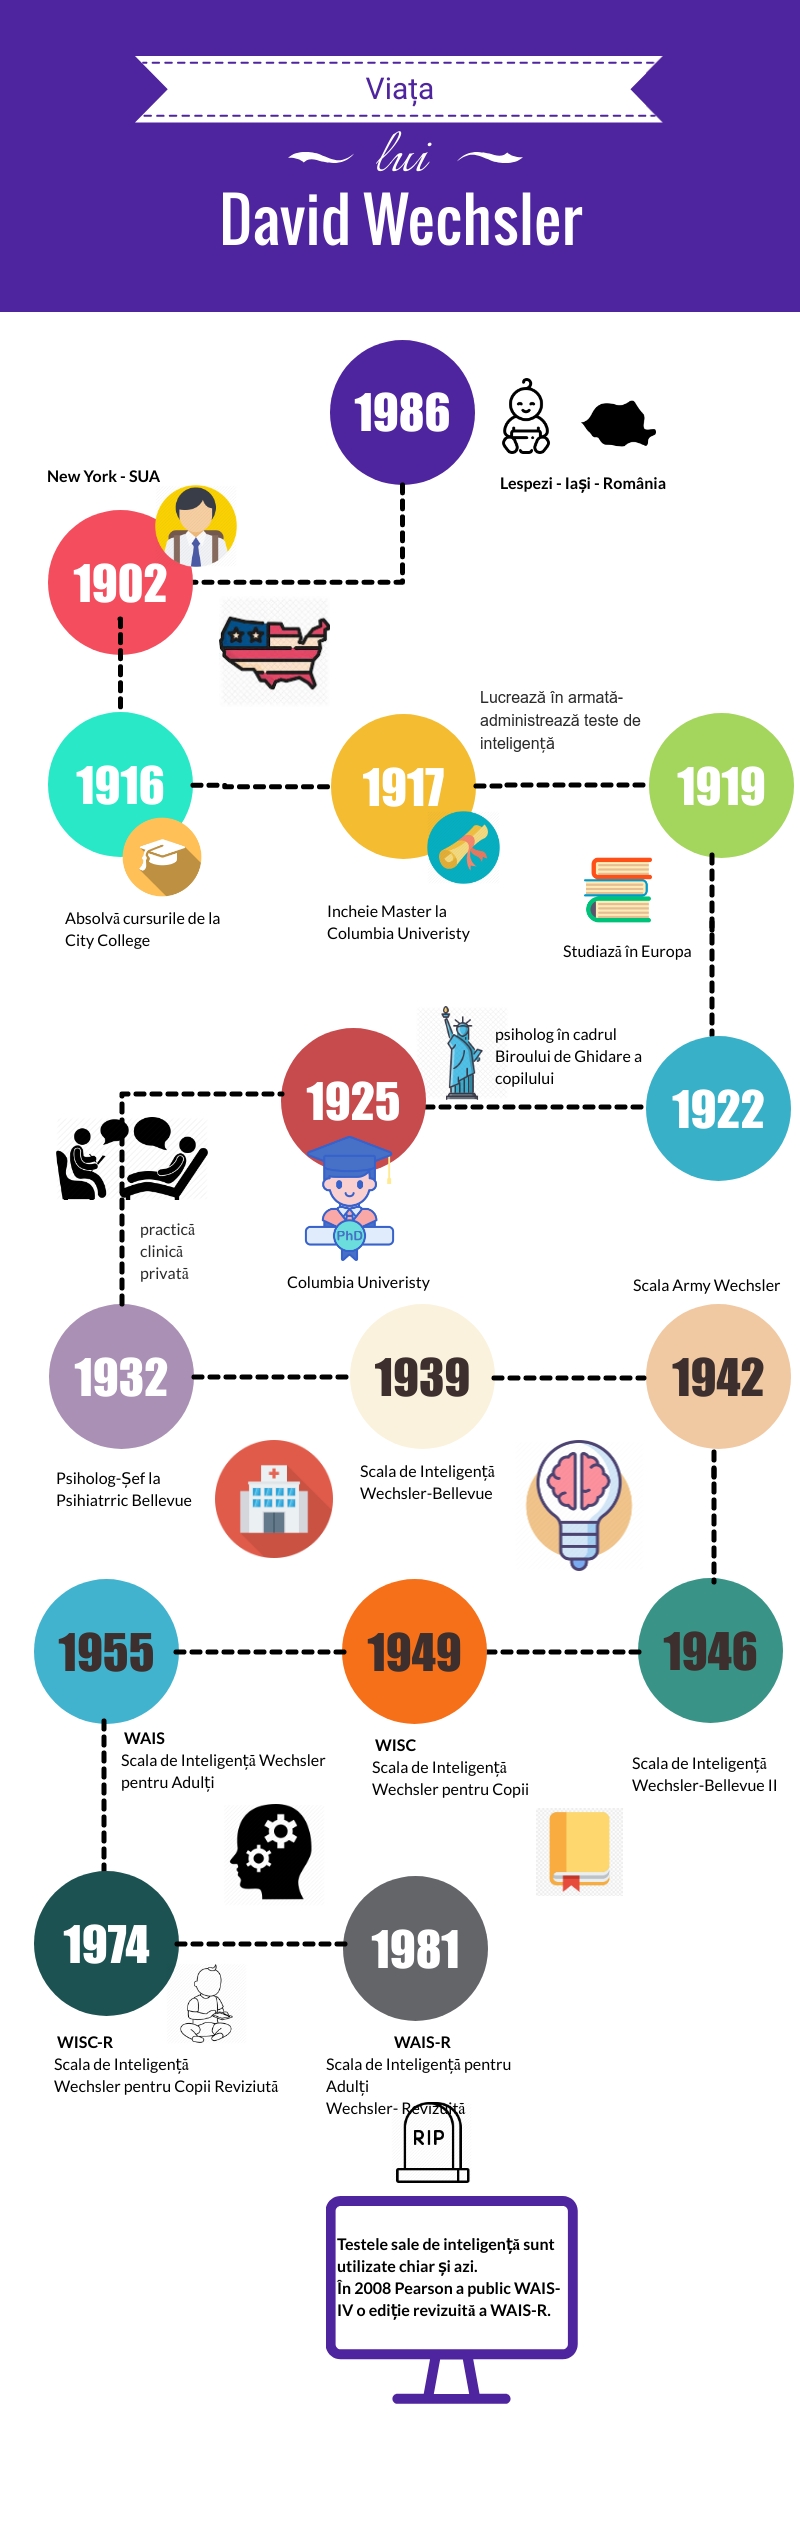 Viața
lui
David Wechsler
1986
Lespezi - Iași - România
New York - SUA
1902
Lucrează în armată-
administrează teste de
inteligență
1916
1917
1919
Absolvă cursurile de la
City College
Incheie Master la
Columbia Univeristy
Studiază în Europa
psiholog în cadrul
Biroului de Ghidare a
copilului
1925
1922
PhD
Columbia Univeristy
practică
clinică
privată
Scala Army Wechsler
1932
1939
1942
Psiholog-Șef la
Psihiatrric Bellevue
Scala de Inteligență
Wechsler-Bellevue
1955
1949
1946
WAIS
Scala de Inteligență Wechsler
pentru Adulți
WISC
Scala de Inteligență
Wechsler pentru Copii
Scala de Inteligență
Wechsler-Bellevue II
1974
1981
WISC-R
Scala de Inteligență
Wechsler pentru Copii Reviziută
WAIS-R
Scala de Inteligență pentru
Adulți
Wechsler- Revizuită
RIP
Testele sale de inteligență sunt
utilizate chiar și azi.
În 2008 Pearson a public WAIS-
IV o ediție revizuită a WAIS-R.